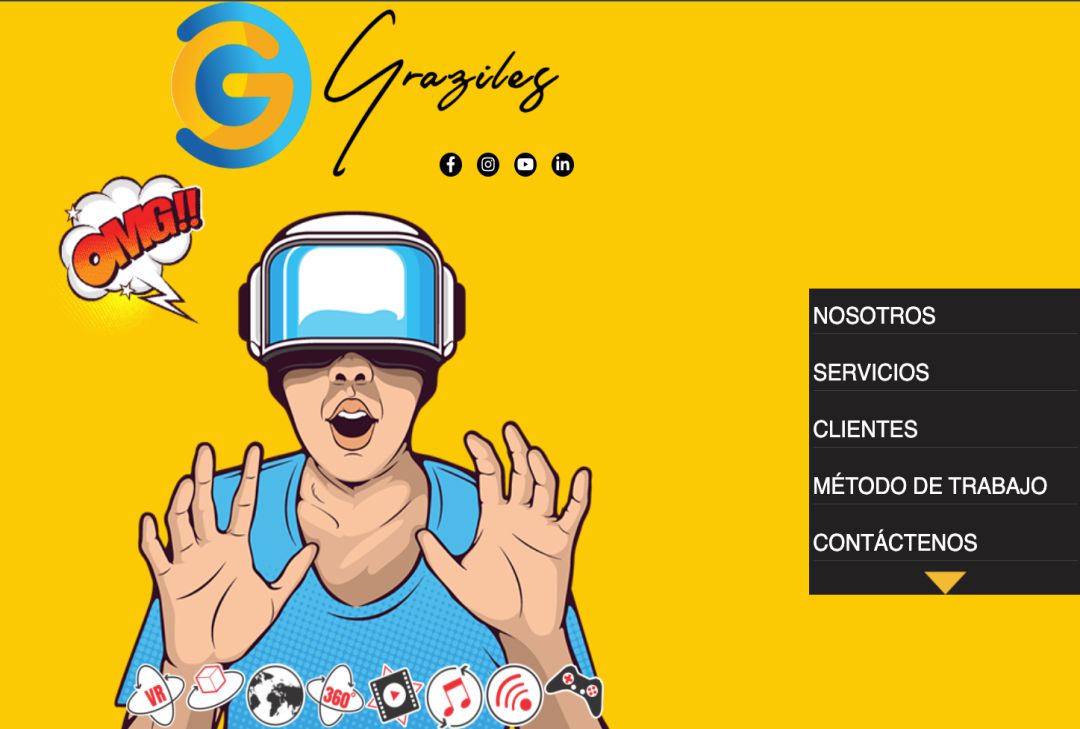 Graziles
OMG!!
NOSOTROS
SERVICIOS
CLIENTES
MÉTODO DE TRABAJO
CONTÁCTENOS
VR
360°